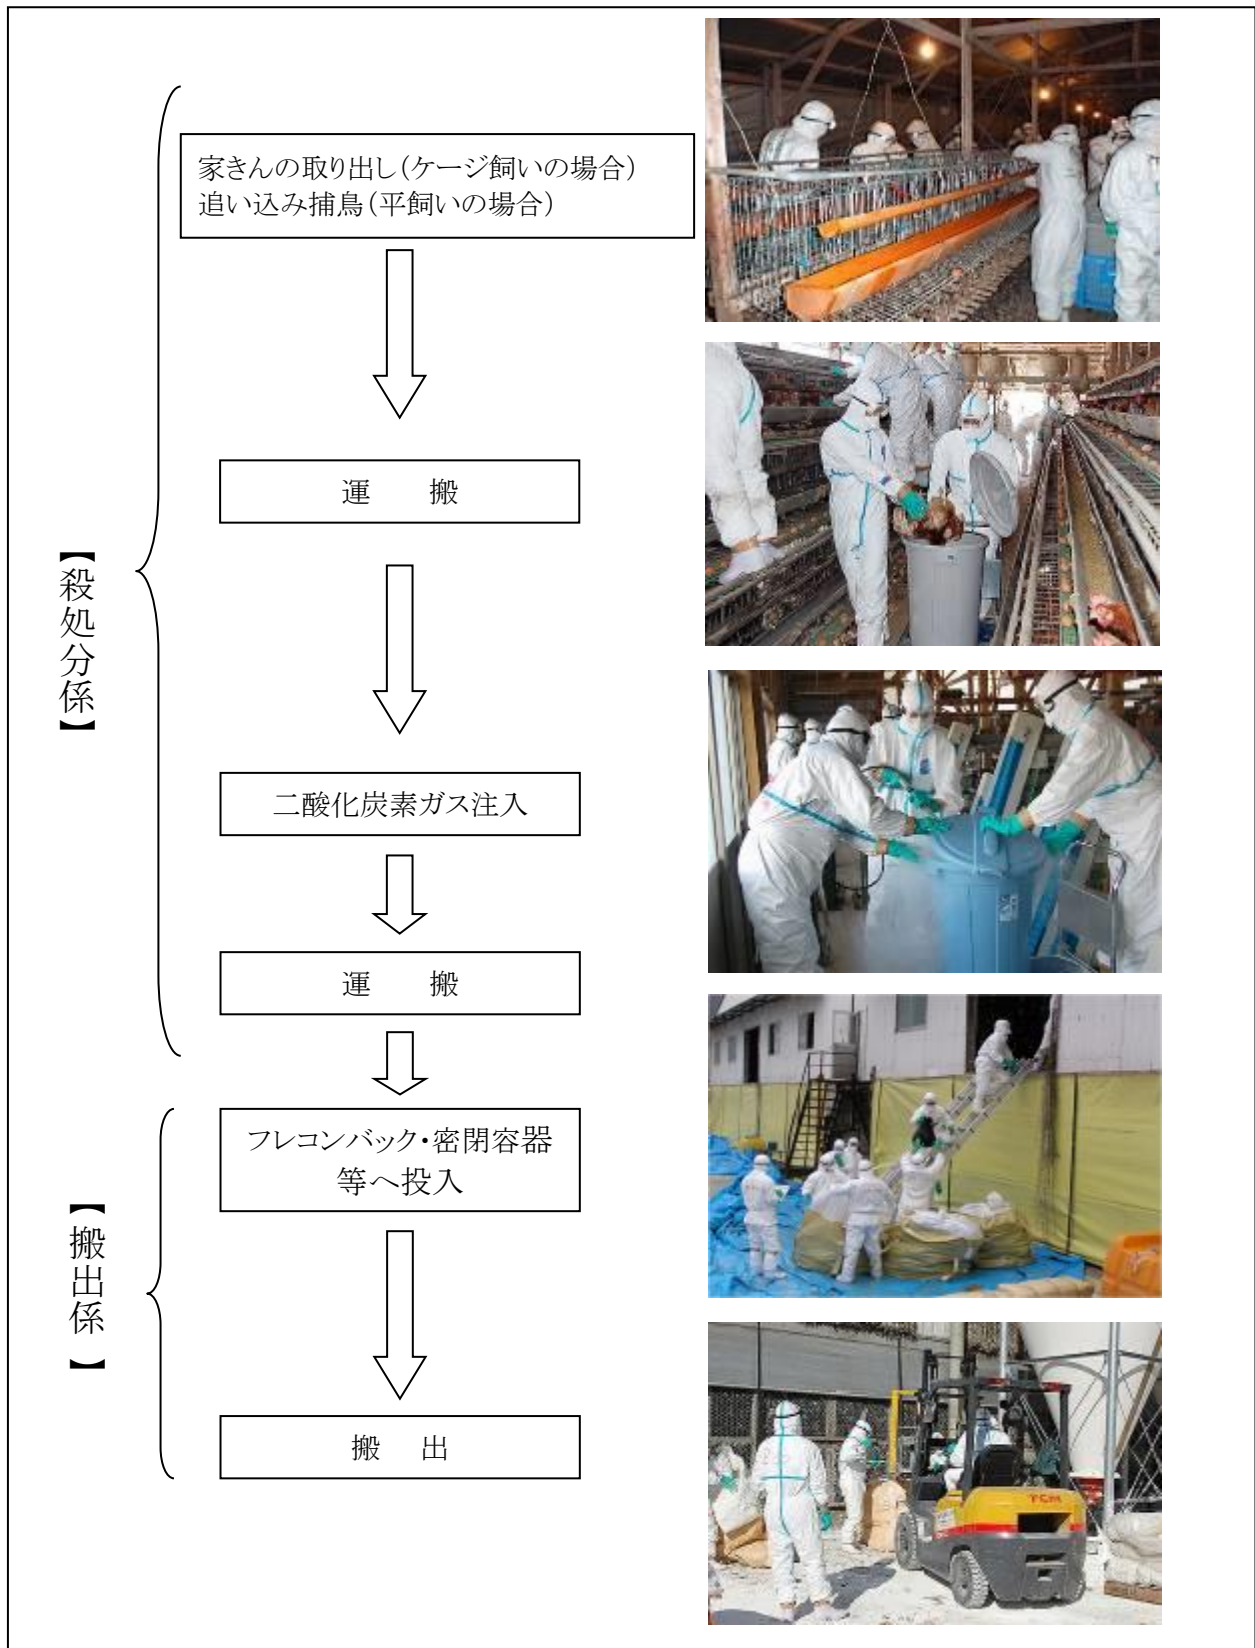 【殺処分係】
家きんの取り出し(ケージ飼いの場合)
追い込み捕鳥(平飼いの場合)
運　搬
二酸化炭素ガス注入
運　搬
【搬出係】
フレコンバック・密閉容器
等へ投入
搬　出
TCM